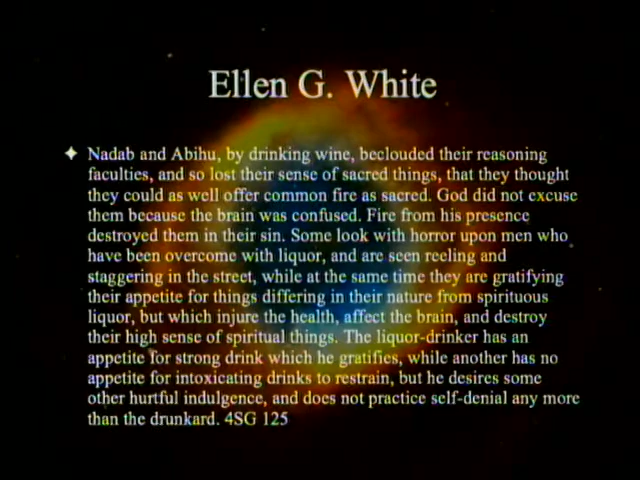 Ellen G. White
Nadab and Abihu, by drinking wine, beclouded their reasoning
faculties, and so lost their sense of sacred things, that they thought
they could as well offer common fire as sacred. God did not excuse
them because the brain was confused. Fire from his presence
destroyed them in their sin. Some look with horror upon men who
have been overcome with liquor, and are seen reeling and
staggering in the street, while at the same time they are gratifying
their appetite for things differing in their nature from spirituous
liquor, but which injure the health, affect the brain, and destroy
their high sense of spiritual things. The liquor-drinker has an
appetite for strong drink which he gratifies, while another has no
appetite for intoxicating drinks to restrain, but he desires some
other hurtful indulgence, and does not practice self-denial any more
than the drunkard. 4SG 125